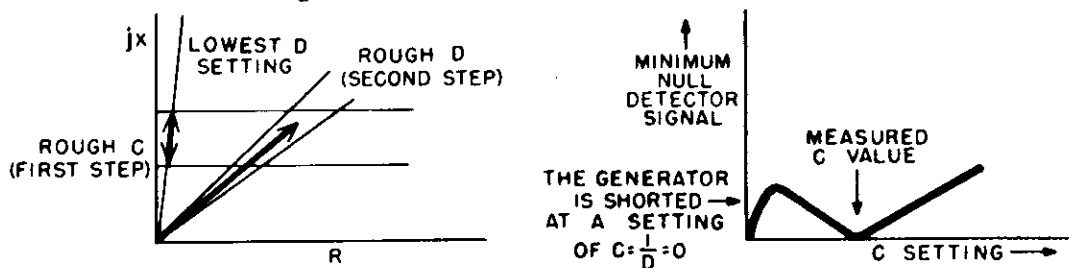 jx
LOWEST D
SETTING
ROUGH D
(SECOND STEP)
ROUGH C
(FIRST STEP)
R
MINIMUM
NULL
DETECTOR
SIGNAL
MEASURED
C VALUE
THE GENERATOR
IS SHORTED
AT A SETTING
OF C=1/D=0
C SETTING